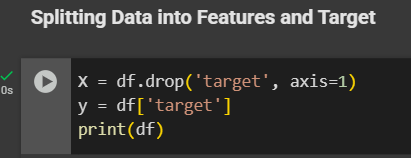 Splitting Data into Features and Target
X = df.drop('target', axis=1)
0s
y = df['target']
print(df)